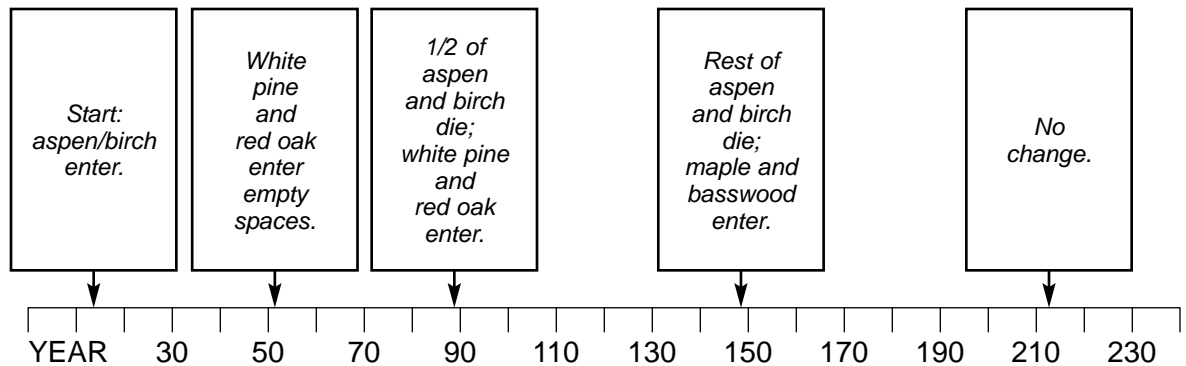 Start:
aspen/birch
enter.
White
pine
and
red oak
enter
empty
spaces.
1/2 of
aspen
and birch
die;
white pine
and
red oak
enter.
Rest of
aspen
and birch
die;
maple and
basswood
enter.
No
change.
YEAR 30 50 70 90 110 130 150 170 190 210 230